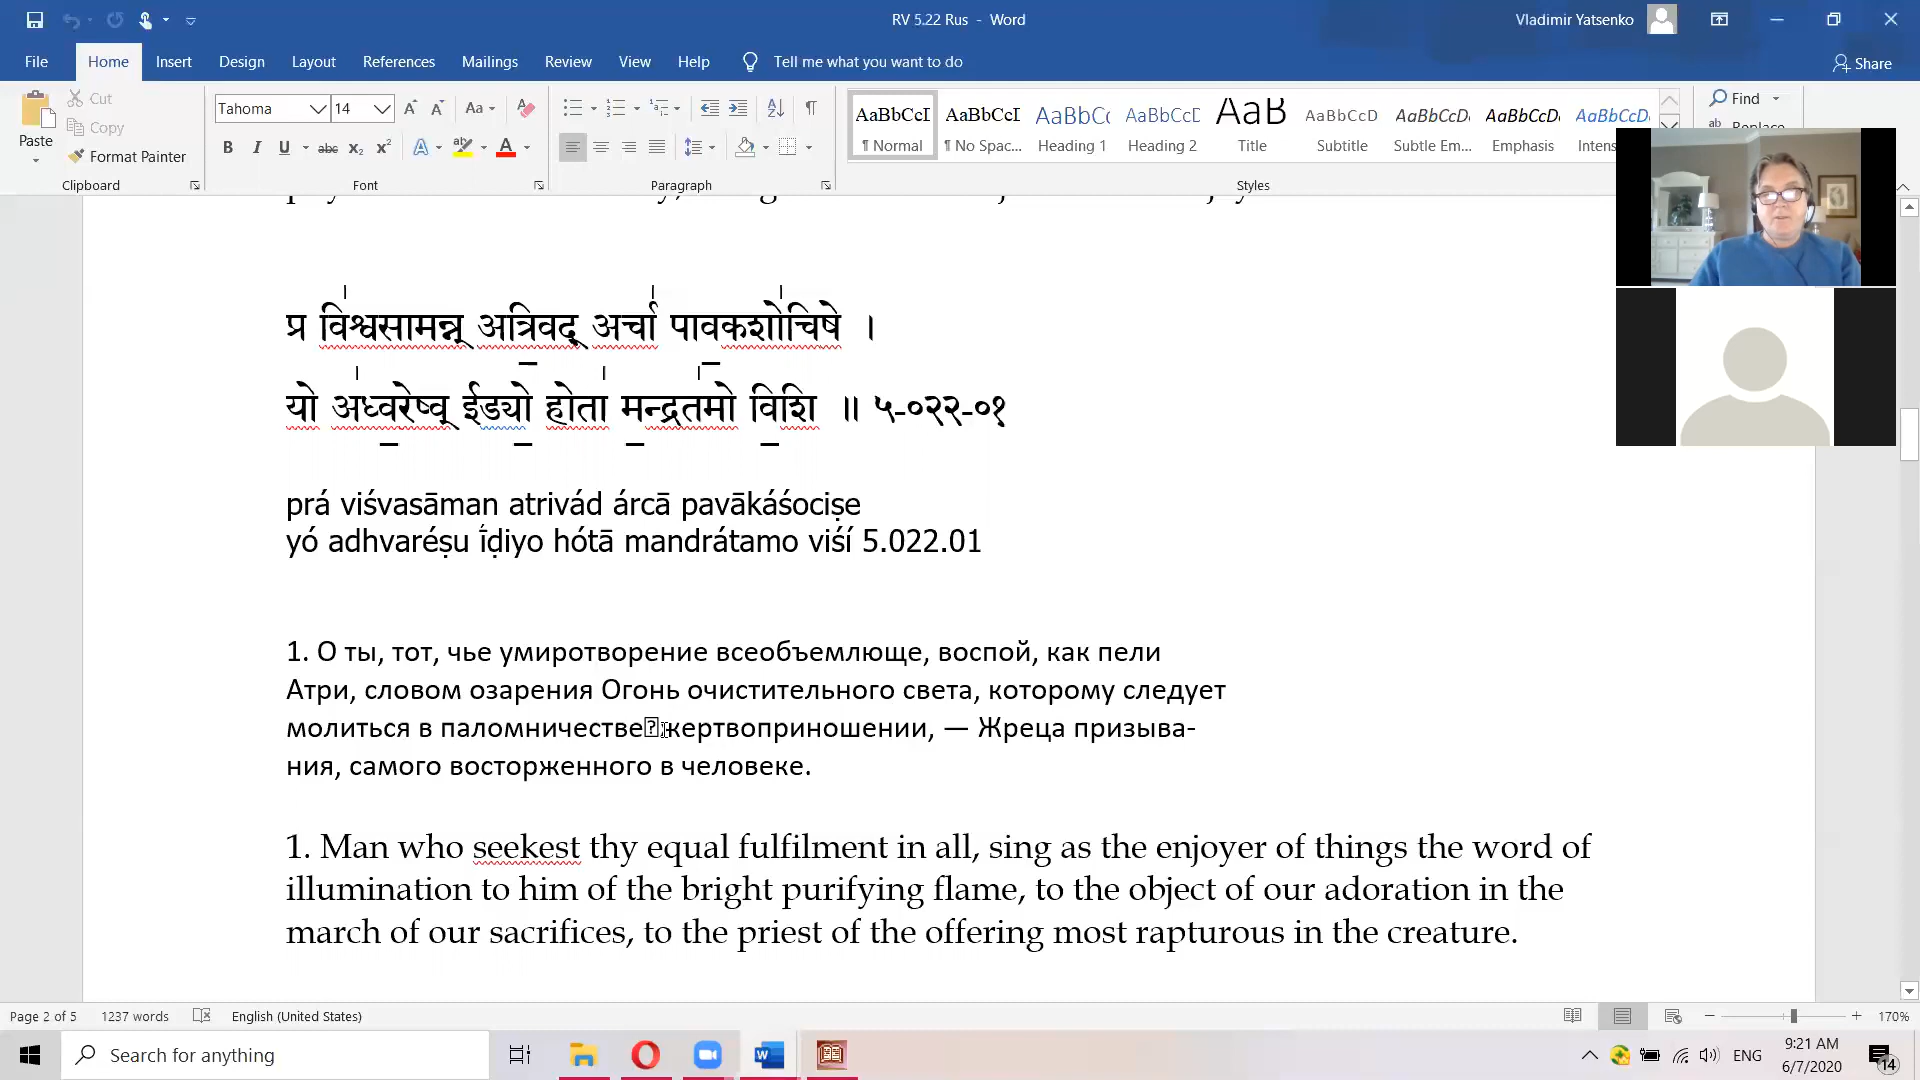 RV 5.22 Rus - Word
Vladimir Yatsenko
File Home Insert Design Layout References Mailings Review View Help Tell me what you want to do Share
Paste
Cut
Copy
Format Painter
Clipboard
Tahoma 14
Font
Paragraph
AaBbCcD AaBbCcD AaBbCc AaBbCcD AaB AaBbCcD AaBbCcD AaBbCcD AaBbCcD
¶ Normal ¶ No Spac... Heading 1 Heading 2 Title Subtitle Subtle Em... Emphasis
Styles
Find
प्र विश्वसामन्न् अत्रिवद् अर्चा पावकशोचिषे ।
यो अध्वरेष्व् ईड्यो होता मन्द्रतमो विशि ॥ ५-०२२-०१
prá viśvasāman atrivád árcā pavākáśociṣe
yó adhvaréṣu ī́ḍiyo hótā mandrátamo viśí 5.022.01
1. О ты, тот, чье умиротворение всеобъемлюще, воспой, как пели
Атри, словом озарения Огонь очистительного света, которому следует
молиться в паломничестве жертвоприношении, — Жреца призыва-
ния, самого восторженного в человеке.
1. Man who seekest thy equal fulfilment in all, sing as the enjoyer of things the word of
illumination to him of the bright purifying flame, to the object of our adoration in the
march of our sacrifices, to the priest of the offering most rapturous in the creature.
Page 2 of 5 1237 words English (United States) 170%
Search for anything
ENG
9:21 AM
6/7/2020
14